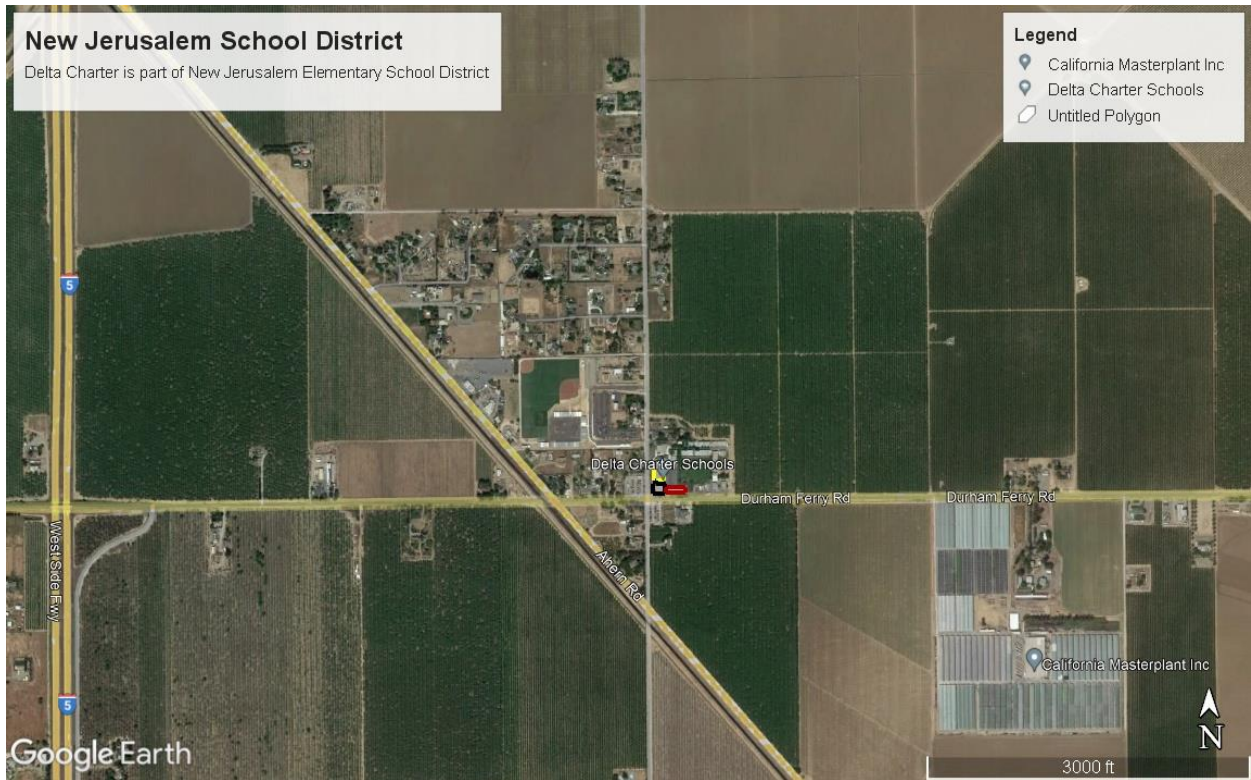 New Jerusalem School District
Delta Charter is part of New Jerusalem Elementary School District
Legend
California Masterplant Inc
Delta Charter Schools
Untitled Polygon
5
Delta Charter Schools
Durham Ferry Rd
Durham Ferry Rd
West Side Fwy
Ahern Rd
California Masterplant Inc
5
N
Google Earth
3000 ft